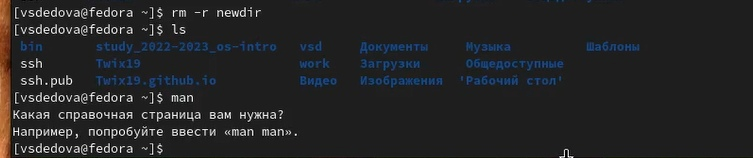 [vsdedova@fedora ~]$ rm -r newdir
[vsdedova@fedora ~]$ ls
bin study_2022-2023_os-intro vsd Документы Музыка Шаблоны
ssh Twix19 work Загрузки Общедоступные
ssh.pub Twix19.github.io Видео Изображения 'Рабочий стол'
[vsdedova@fedora ~]$ man
Какая справочная страница вам нужна?
Например, попробуйте ввести «man man».
[vsdedova@fedora ~]$